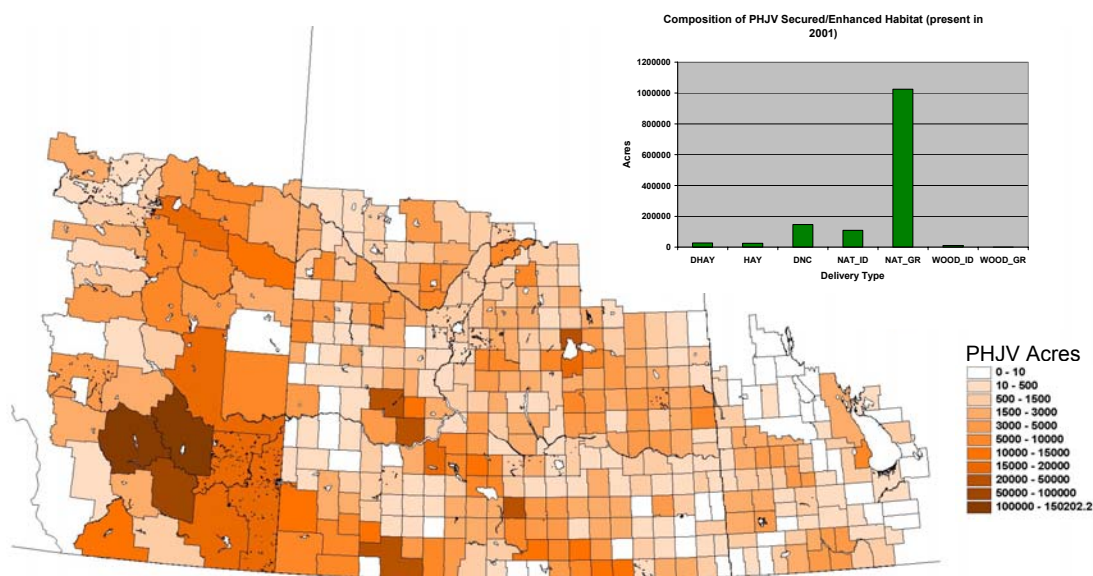 Composition of PHJV Secured/Enhanced Habitat (present in
2001)
1200000
1000000
800000
600000
400000
200000
0
Acres
DHAY HAY DNC NAT_ID NAT_GR WOOD_ID WOOD_GR
Delivery Type
PHJV Acres
0 - 10
10 - 500
500 - 1500
1500 - 3000
3000 - 5000
5000 - 10000
10000 - 15000
15000 - 20000
20000 - 50000
50000 - 100000
100000 - 150202.2